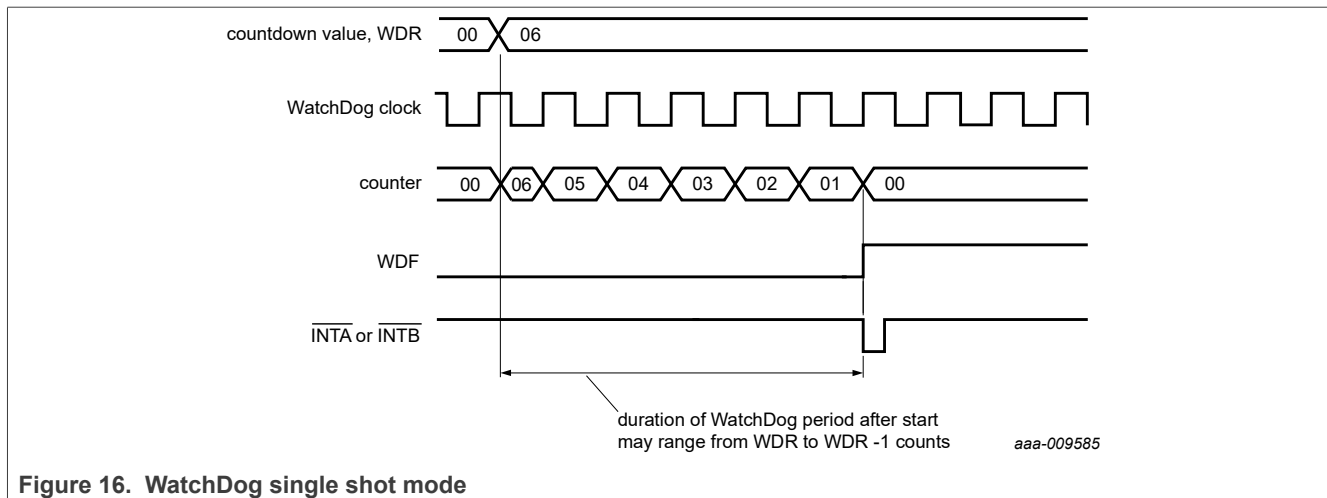 countdown value, WDR 00 06
WatchDog clock
counter 00 06 05 04 03 02 01 00
WDF
INTA or INTB
duration of WatchDog period after start
may range from WDR to WDR -1 counts aaa-009585
Figure 16. WatchDog single shot mode